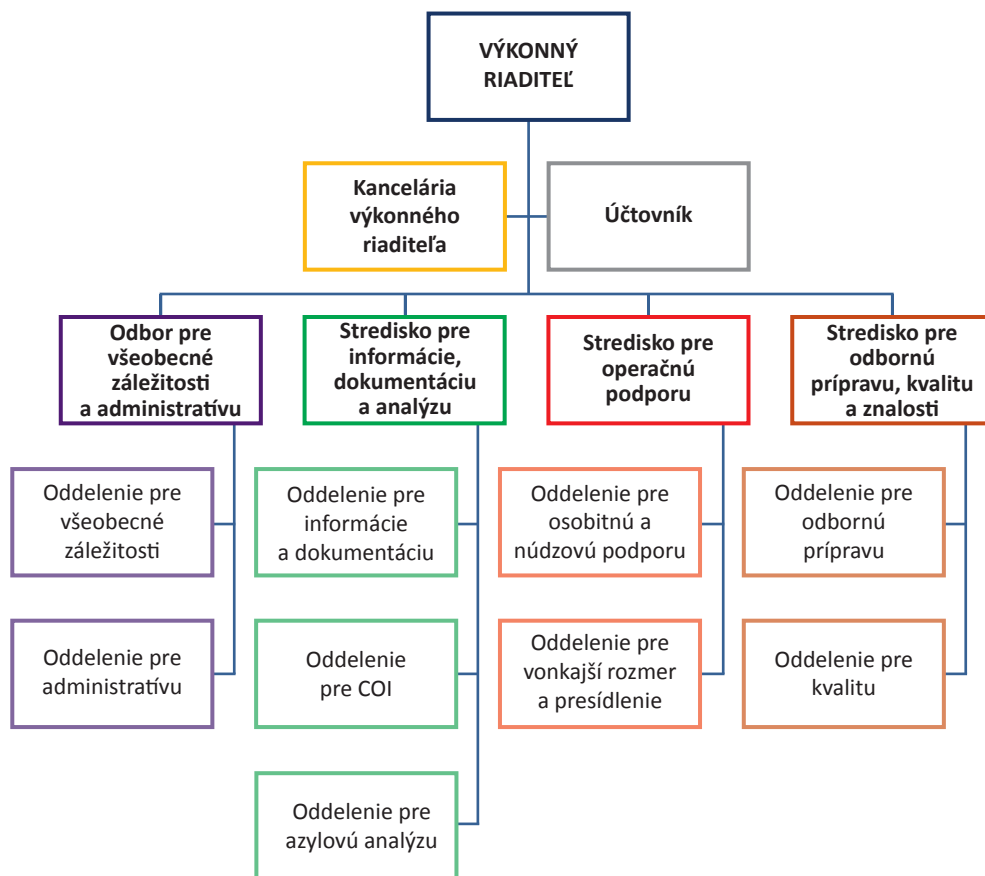 VÝKONNÝ
RIADITEĽ
Kancelária
výkonného
riaditeľa
Účtovník
Odbor pre
všeobecné
záležitosti
a administratívu
Stredisko pre
informácie,
dokumentáciu
a analýzu
Stredisko pre
operačnú
podporu
Stredisko pre
odbornú
prípravu, kvalitu
a znalosti
Oddelenie pre
všeobecné
záležitosti
Oddelenie pre
informácie
a dokumentáciu
Oddelenie pre
osobitnú a
núdzovú podporu
Oddelenie pre
odbornú
prípravu
Oddelenie pre
administratívu
Oddelenie
pre COI
Oddelenie pre
vonkajší rozmer
a presídlenie
Oddelenie pre
kvalitu
Oddelenie pre
azylovú analýzu